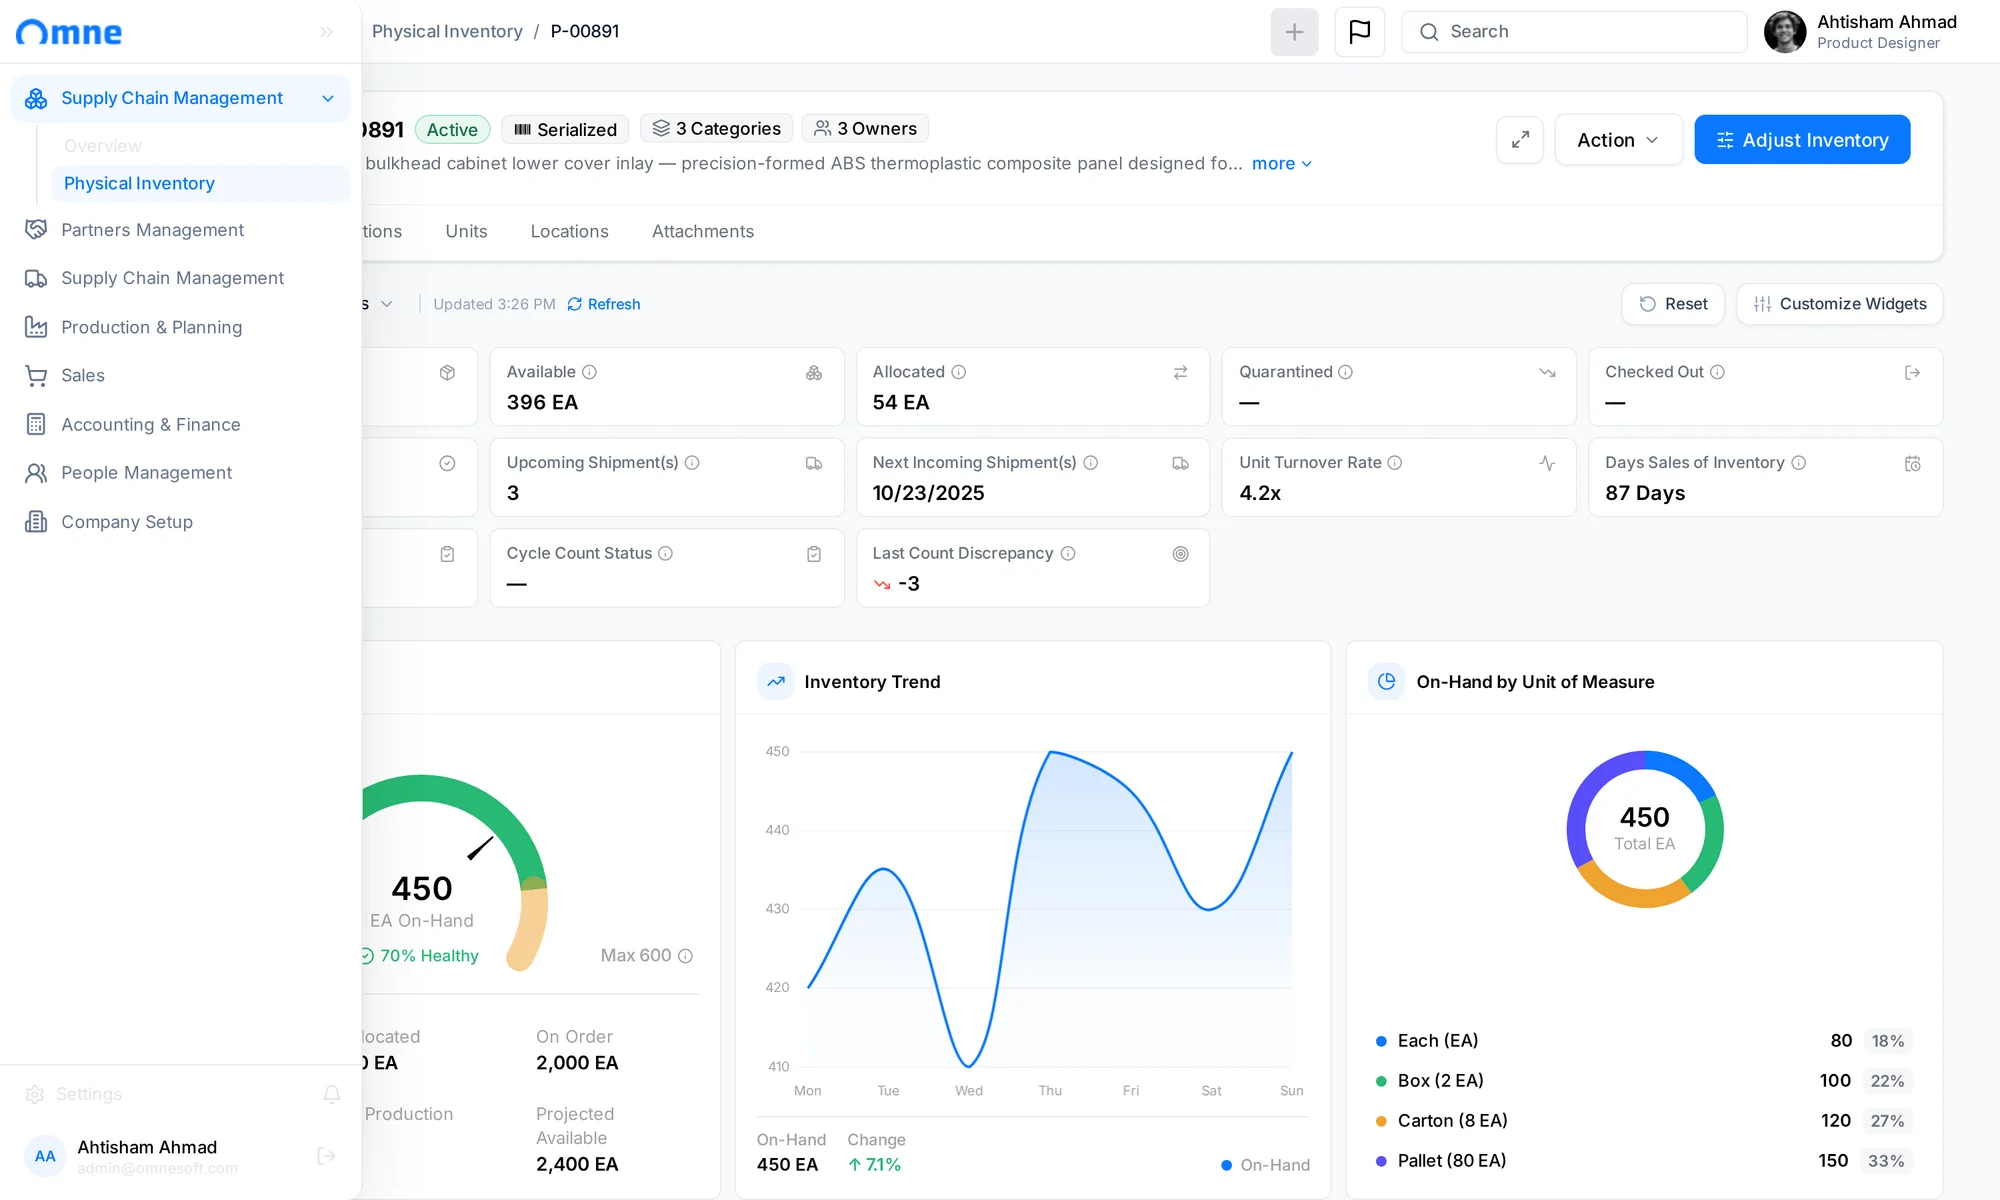 Omne
Physical Inventory / P-00891
Search
Ahtisham Ahmad
Product Designer
Supply Chain Management
Overview
Physical Inventory
Partners Management
Supply Chain Management
Production & Planning
Sales
Accounting & Finance
People Management
Company Setup
Settings
AA
Ahtisham Ahmad
admin@omnesoft.com
0891 Active Serialized 3 Categories 3 Owners
bulkhead cabinet lower cover inlay — precision-formed ABS thermoplastic composite panel designed fo... more
Action
Adjust Inventory
tions Units Locations Attachments
s Updated 3:26 PM Refresh
Reset Customize Widgets
Available
396 EA
Allocated
54 EA
Quarantined
—
Checked Out
—
Upcoming Shipment(s)
3
Next Incoming Shipment(s)
10/23/2025
Unit Turnover Rate
4.2x
Days Sales of Inventory
87 Days
Cycle Count Status
—
Last Count Discrepancy
-3
450
EA On-Hand
70% Healthy
Max 600
located
0 EA
On Order
2,000 EA
Production
Projected
Available
2,400 EA
Inventory Trend
450
440
430
420
410
Mon Tue Wed Thu Fri Sat Sun
On-Hand
450 EA
Change
7.1%
On-Hand
On-Hand by Unit of Measure
450
Total EA
Each (EA) 80 18%
Box (2 EA) 100 22%
Carton (8 EA) 120 27%
Pallet (80 EA) 150 33%